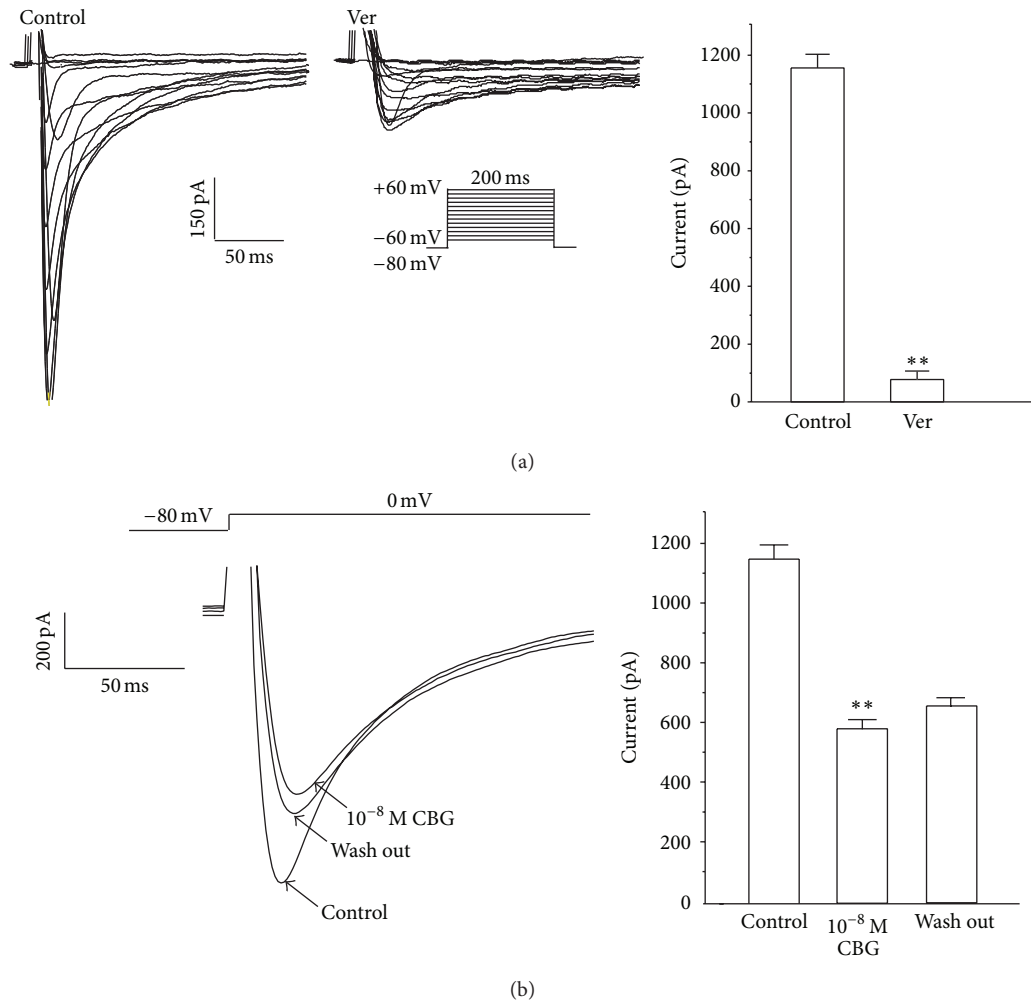 Control
Ver
150 pA
50 ms
+60 mV
200 ms
−60 mV
−80 mV
Current (pA)
1200
1000
800
600
400
200
0
**
Control
Ver
(a)
−80 mV
0 mV
200 pA
50 ms
10⁻⁸ M CBG
Wash out
Control
Current (pA)
1200
1000
800
600
400
200
0
**
Control
10⁻⁸ M
CBG
Wash out
(b)